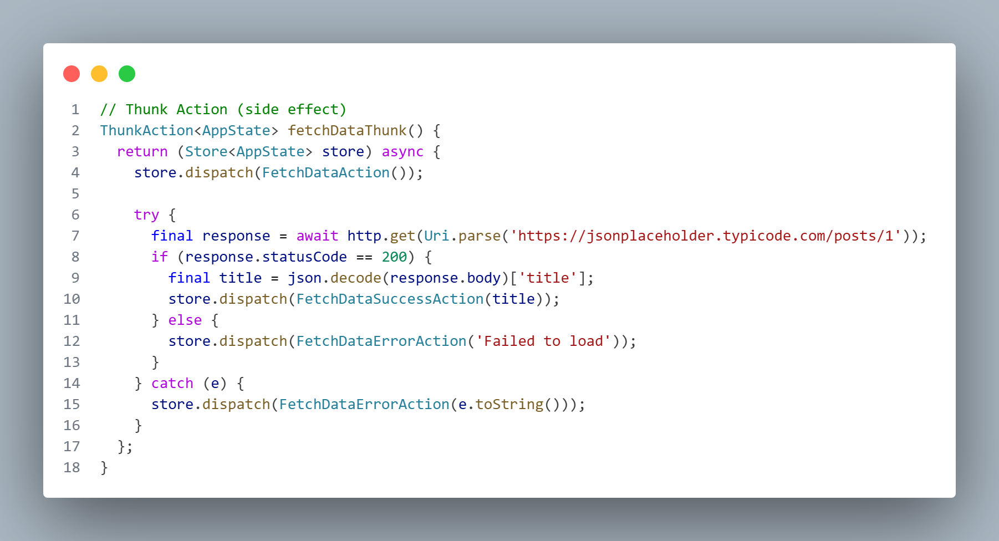 1 // Thunk Action (side effect)
2 ThunkAction<AppState> fetchDataThunk() {
3   return (Store<AppState> store) async {
4     store.dispatch(FetchDataAction());
5
6     try {
7       final response = await http.get(Uri.parse('https://jsonplaceholder.typicode.com/posts/1'));
8       if (response.statusCode == 200) {
9         final title = json.decode(response.body)['title'];
10         store.dispatch(FetchDataSuccessAction(title));
11       } else {
12         store.dispatch(FetchDataErrorAction('Failed to load'));
13       }
14     } catch (e) {
15       store.dispatch(FetchDataErrorAction(e.toString()));
16     }
17   };
18 }